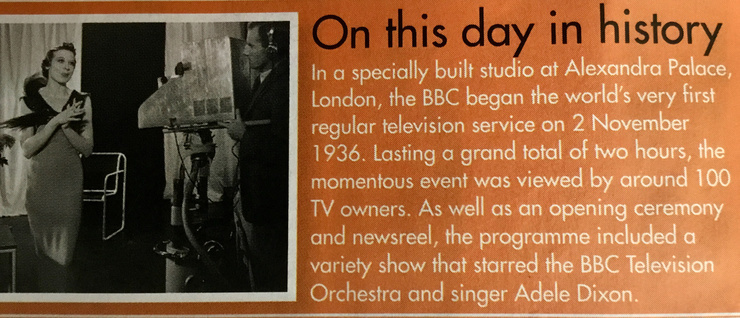 On this day in history
In a specially built studio at Alexandra Palace,
London, the BBC began the world's very first
regular television service on 2 November
1936. Lasting a grand total of two hours, the
momentous event was viewed by around 100
TV owners. As well as an opening ceremony
and newsreel, the programme included a
variety show that starred the BBC Television
Orchestra and singer Adele Dixon.